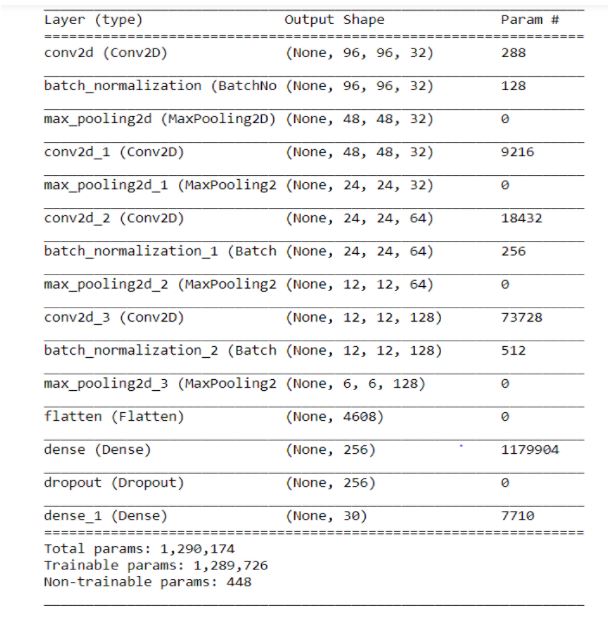 Layer (type) Output Shape Param #
=================================================================
conv2d (Conv2D) (None, 96, 96, 32) 288
batch_normalization (BatchNo (None, 96, 96, 32) 128
max_pooling2d (MaxPooling2D) (None, 48, 48, 32) 0
conv2d_1 (Conv2D) (None, 48, 48, 32) 9216
max_pooling2d_1 (MaxPooling2 (None, 24, 24, 32) 0
conv2d_2 (Conv2D) (None, 24, 24, 64) 18432
batch_normalization_1 (Batch (None, 24, 24, 64) 256
max_pooling2d_2 (MaxPooling2 (None, 12, 12, 64) 0
conv2d_3 (Conv2D) (None, 12, 12, 128) 73728
batch_normalization_2 (Batch (None, 12, 12, 128) 512
max_pooling2d_3 (MaxPooling2 (None, 6, 6, 128) 0
flatten (Flatten) (None, 4608) 0
dense (Dense) (None, 256) 1179904
dropout (Dropout) (None, 256) 0
dense_1 (Dense) (None, 30) 7710
=================================================================
Total params: 1,290,174
Trainable params: 1,289,726
Non-trainable params: 448